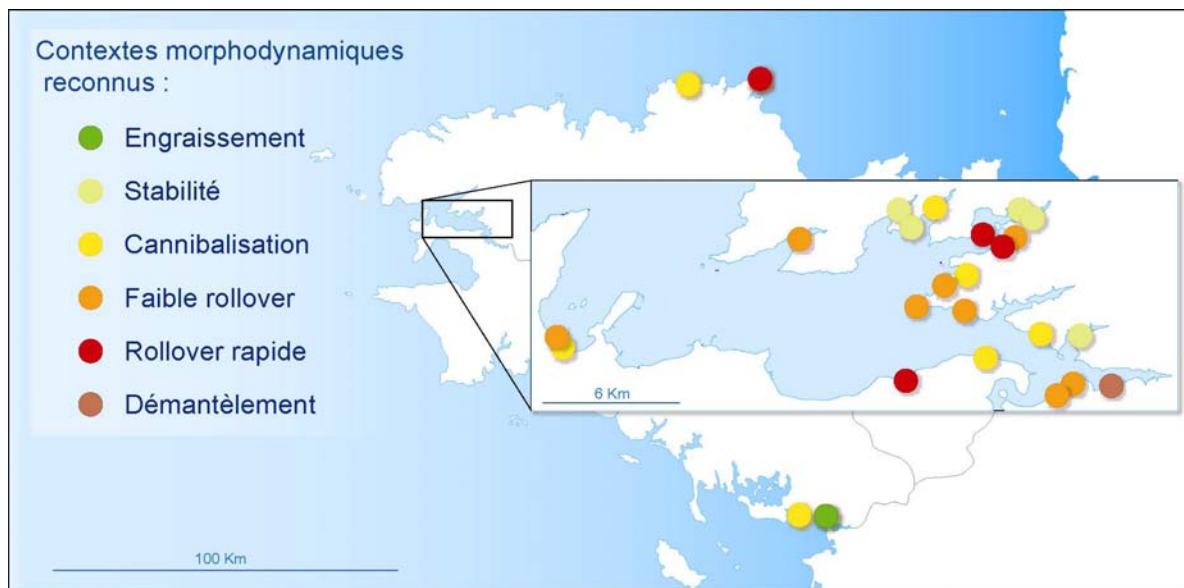 Contextes morphodynamiques
reconnus :
Engraissement
Stabilité
Cannibalisation
Faible rollover
Rollover rapide
Démantèlement
6 Km
100 Km